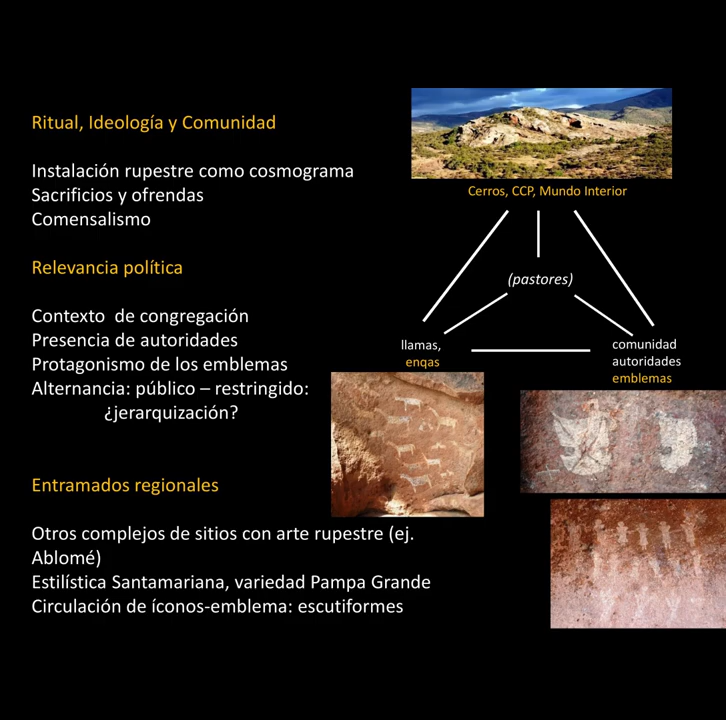 Ritual, Ideología y Comunidad
Instalación rupestre como cosmograma
Sacrificios y ofrendas
Comensalismo
Relevancia política
Contexto  de congregación
Presencia de autoridades
Protagonismo de los emblemas
Alternancia: público – restringido:
¿jerarquización?
Entramados regionales
Otros complejos de sitios con arte rupestre (ej.
Ablomé)
Estilística Santamariana, variedad Pampa Grande
Circulación de íconos-emblema: escutiformes
Cerros, CCP, Mundo Interior
(pastores)
llamas,
enqas
comunidad
autoridades
emblemas